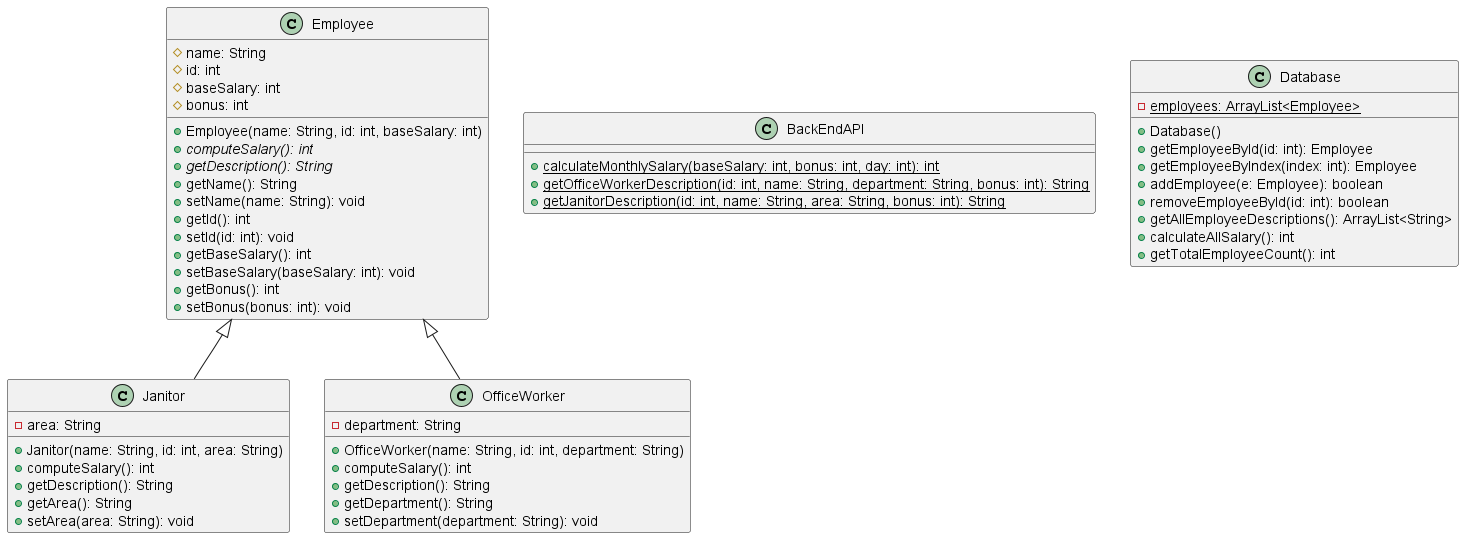 C Employee
name: String
id: int
baseSalary: int
bonus: int
Employee(name: String, id: int, baseSalary: int)
computeSalary(): int
getDescription(): String
getName(): String
setName(name: String): void
getId(): int
setId(id: int): void
getBaseSalary(): int
setBaseSalary(baseSalary: int): void
getBonus(): int
setBonus(bonus: int): void
C BackEndAPI
calculateMonthlySalary(baseSalary: int, bonus: int, day: int): int
getOfficeWorkerDescription(id: int, name: String, department: String, bonus: int): String
getJanitorDescription(id: int, name: String, area: String, bonus: int): String
C Database
employees: ArrayList<Employee>
Database()
getEmployeeById(id: int): Employee
getEmployeeByIndex(index: int): Employee
addEmployee(e: Employee): boolean
removeEmployeeById(id: int): boolean
getAllEmployeeDescriptions(): ArrayList<String>
calculateAllSalary(): int
getTotalEmployeeCount(): int
C Janitor
area: String
Janitor(name: String, id: int, area: String)
computeSalary(): int
getDescription(): String
getArea(): String
setArea(area: String): void
C OfficeWorker
department: String
OfficeWorker(name: String, id: int, department: String)
computeSalary(): int
getDescription(): String
getDepartment(): String
setDepartment(department: String): void